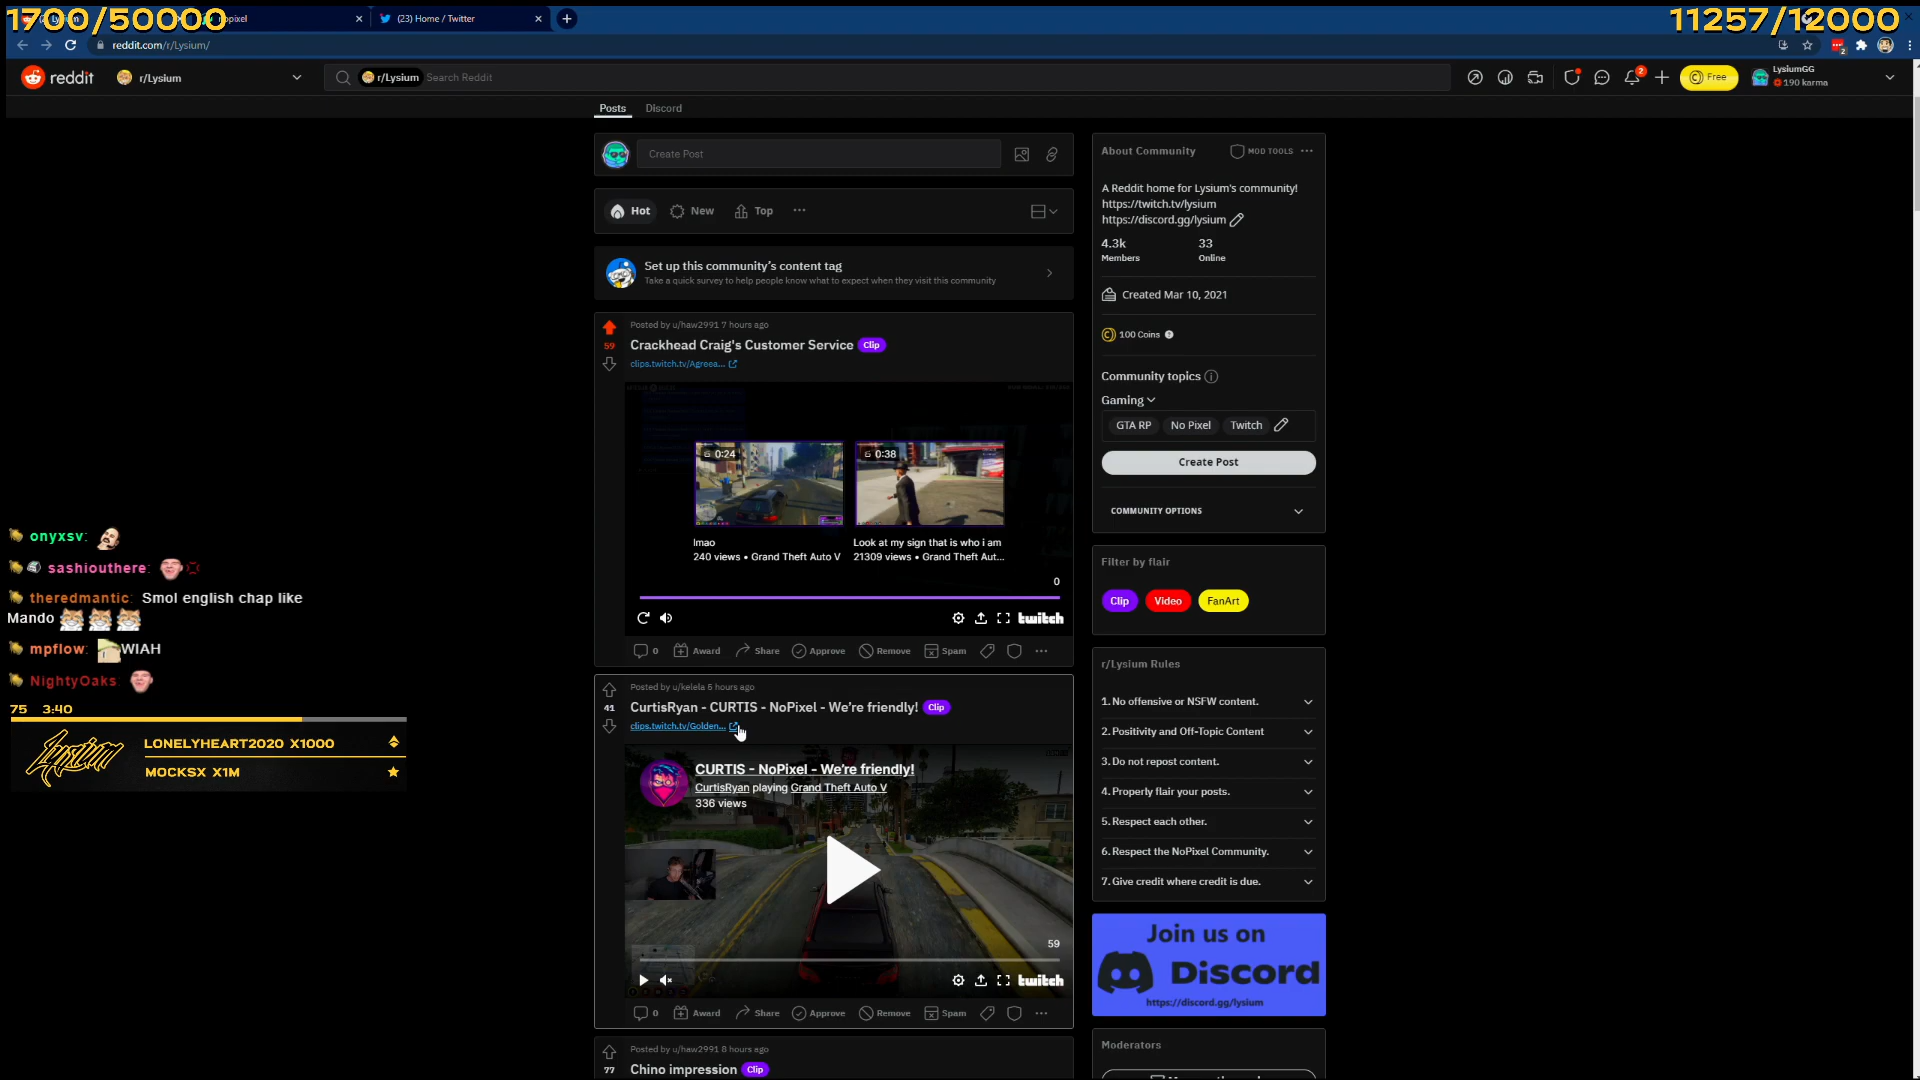 1700/50000
nopixel
(23) Home / Twitter
11257/12000
reddit.com/r/Lysium/
reddit
r/Lysium
r/Lysium
Search Reddit
2
Free
LysiumGG
190 karma
Posts
Discord
Create Post
Hot
New
Top
Set up this community's content tag
Take a quick survey to help people know what to expect when they visit this community
Posted by u/haw2991 7 hours ago
59
Crackhead Craig's Customer Service
Clip
clips.twitch.tv/Agreea...
0:24
0:38
lmao
240 views • Grand Theft Auto V
Look at my sign that is who i am
21309 views • Grand Theft Aut...
0
twitch
0
Award
Share
Approve
Remove
Spam
Posted by u/kelela 5 hours ago
41
CurtisRyan - CURTIS - NoPixel - We're friendly!
Clip
clips.twitch.tv/Golden...
CURTIS - NoPixel - We're friendly!
CurtisRyan playing Grand Theft Auto V
336 views
59
twitch
0
Award
Share
Approve
Remove
Spam
Posted by u/haw2991 8 hours ago
77
Chino impression
Clip
About Community
MOD TOOLS
A Reddit home for Lysium's community!
https://twitch.tv/lysium
https://discord.gg/lysium
4.3k
33
Members
Online
Created Mar 10, 2021
100 Coins
Community topics
Gaming
GTA RP
No Pixel
Twitch
Create Post
COMMUNITY OPTIONS
Filter by flair
Clip
Video
FanArt
r/Lysium Rules
1. No offensive or NSFW content.
2. Positivity and Off-Topic Content
3. Do not repost content.
4. Properly flair your posts.
5. Respect each other.
6. Respect the NoPixel Community.
7. Give credit where credit is due.
Join us on
Discord
https://discord.gg/lysium
Moderators
onyxsv:
sashiouthere:
theredmantic: Smol english chap like
Mando
mpflow: WIAH
NightyOaks:
75 3:40
Lysium
LONELYHEART2020 X1000
MOCKSX X1M